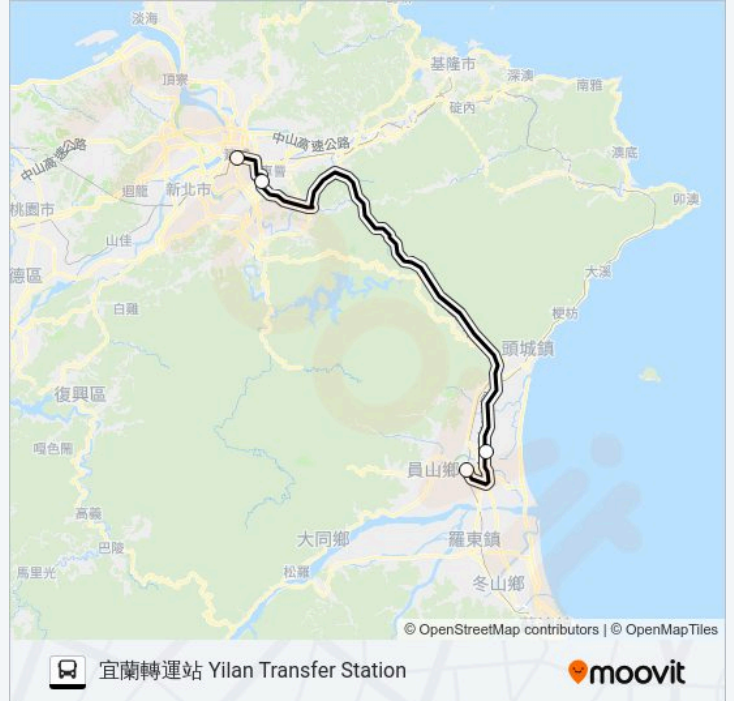 淡海
頂寮
基隆市
深澳
南雅
碇內
中山高速公路
中山高速公路
澳底
迴龍
新北市
卯澳
桃園市
山佳
德區
大溪
白雞
梗枋
頭城鎮
復興區
嘎色鬧
員山鄉
高義
大同鄉
羅東鎮
巴陵
馬里光
松羅
冬山鄉
© OpenStreetMap contributors | © OpenMapTiles
宜蘭轉運站 Yilan Transfer Station
moovit